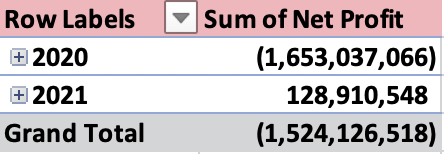 Row Labels Sum of Net Profit
2020 (1,653,037,066)
2021 128,910,548
Grand Total (1,524,126,518)